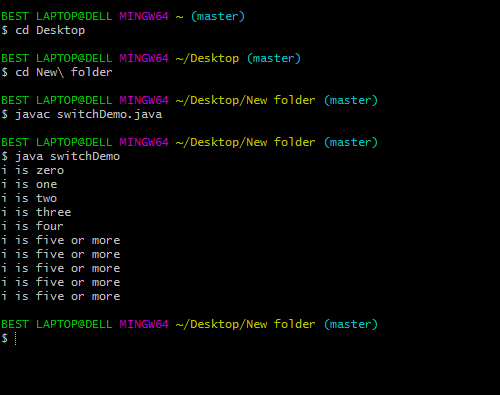 BEST LAPTOP@DELL MINGW64 ~ (master)
$ cd Desktop
BEST LAPTOP@DELL MINGW64 ~/Desktop (master)
$ cd New\ folder
BEST LAPTOP@DELL MINGW64 ~/Desktop/New folder (master)
$ javac switchDemo.java
BEST LAPTOP@DELL MINGW64 ~/Desktop/New folder (master)
$ java switchDemo
i is zero
i is one
i is two
i is three
i is four
i is five or more
i is five or more
i is five or more
i is five or more
i is five or more
BEST LAPTOP@DELL MINGW64 ~/Desktop/New folder (master)
$